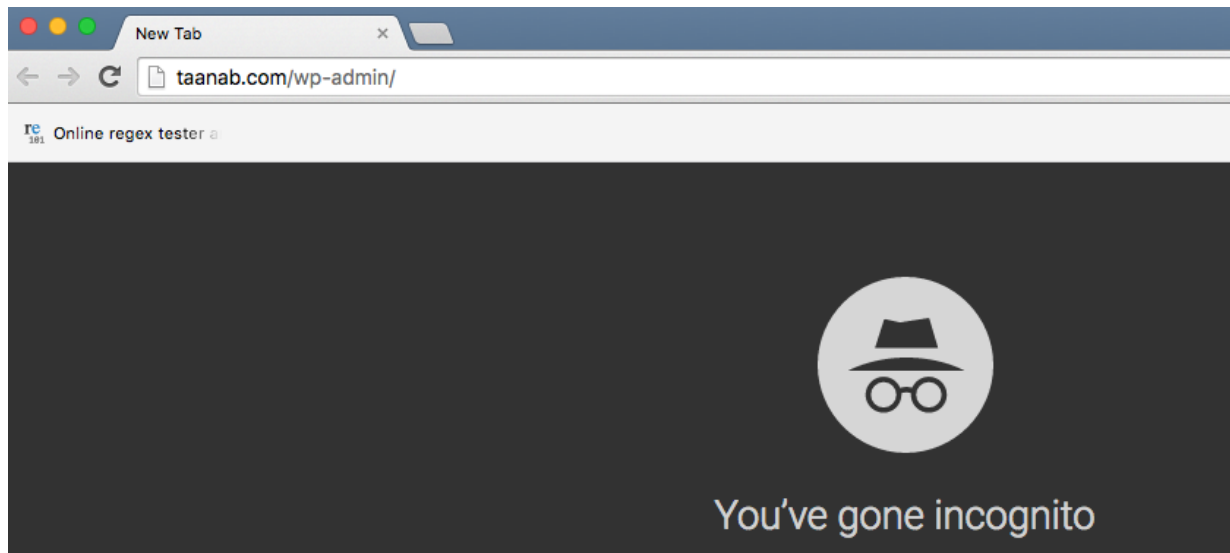 New Tab
taanab.com/wp-admin/
re
101
Online regex tester a
You've gone incognito